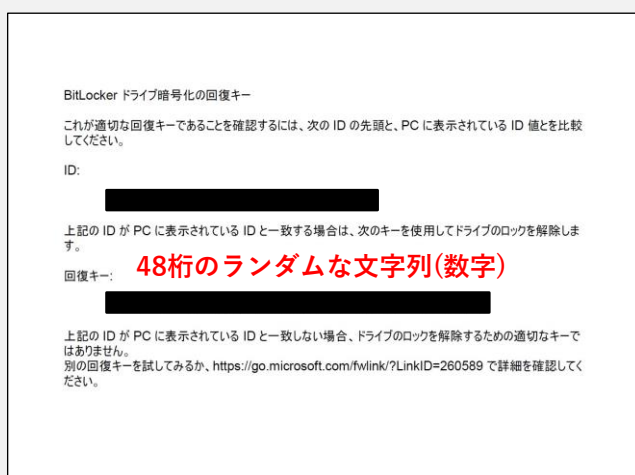 BitLocker ドライブ暗号化の回復キー
これが適切な回復キーであることを確認するには、次の ID の先頭と、PC に表示されている ID 値とを比較
してください。
ID:
上記の ID が PC に表示されている ID と一致する場合は、次のキーを使用してドライブのロックを解除しま
す。
48桁のランダムな文字列(数字)
回復キー:
上記の ID が PC に表示されている ID と一致しない場合、ドライブのロックを解除するための適切なキーで
はありません。
別の回復キーを試してみるか、https://go.microsoft.com/fwlink/?LinkID=260589 で詳細を確認してく
ださい。